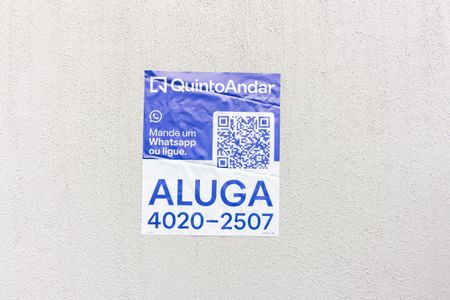 QuintoAndar
Mande um
Whatsapp
ou ligue.
ALUGA
4020-2507